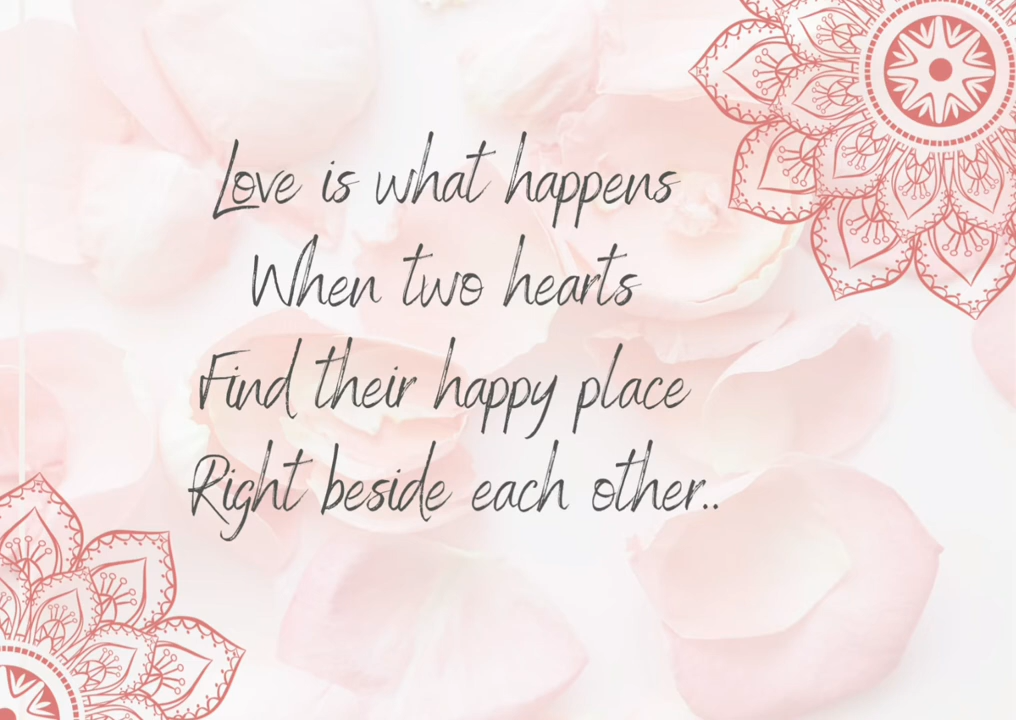 Love is what happens
When two hearts
Find their happy place
Right beside each other..